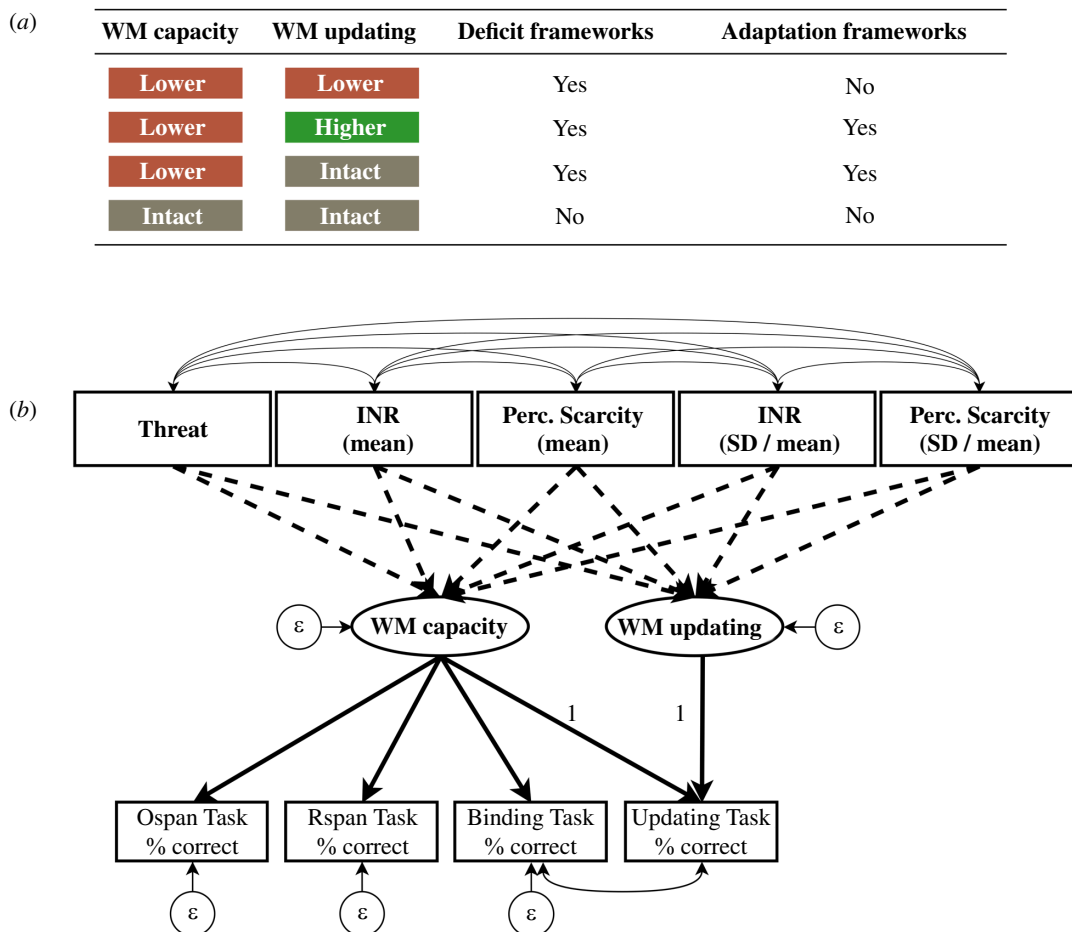 (a)
WM capacity WM updating Deficit frameworks Adaptation frameworks
Lower Lower Yes No
Lower Higher Yes Yes
Lower Intact Yes Yes
Intact Intact No No
(b)
Threat
INR
(mean)
Perc. Scarcity
(mean)
INR
(SD / mean)
Perc. Scarcity
(SD / mean)
ε
WM capacity
WM updating
ε
1
1
Ospan Task
% correct
Rspan Task
% correct
Binding Task
% correct
Updating Task
% correct
ε
ε
ε